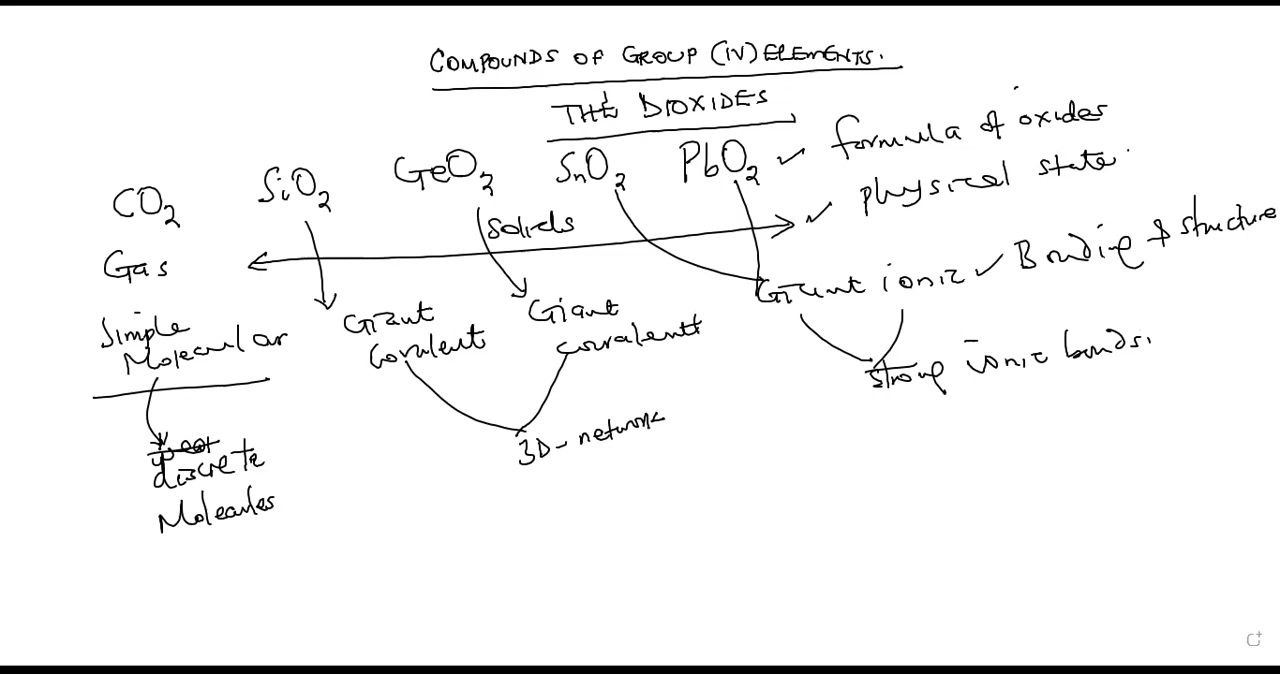 COMPOUNDS OF GROUP (IV) ELEMENTS.
THE DIOXIDES
CO2 SiO2 GeO2 SnO2 PbO2 ✓ formula of oxides
Gas Solids ✓ physical state
Simple Molecular
Giant Covalent
Giant covalent
Giant ionic ✓ Bonding & structure
strong ionic bonds.
3D-network
discrete
Molecules